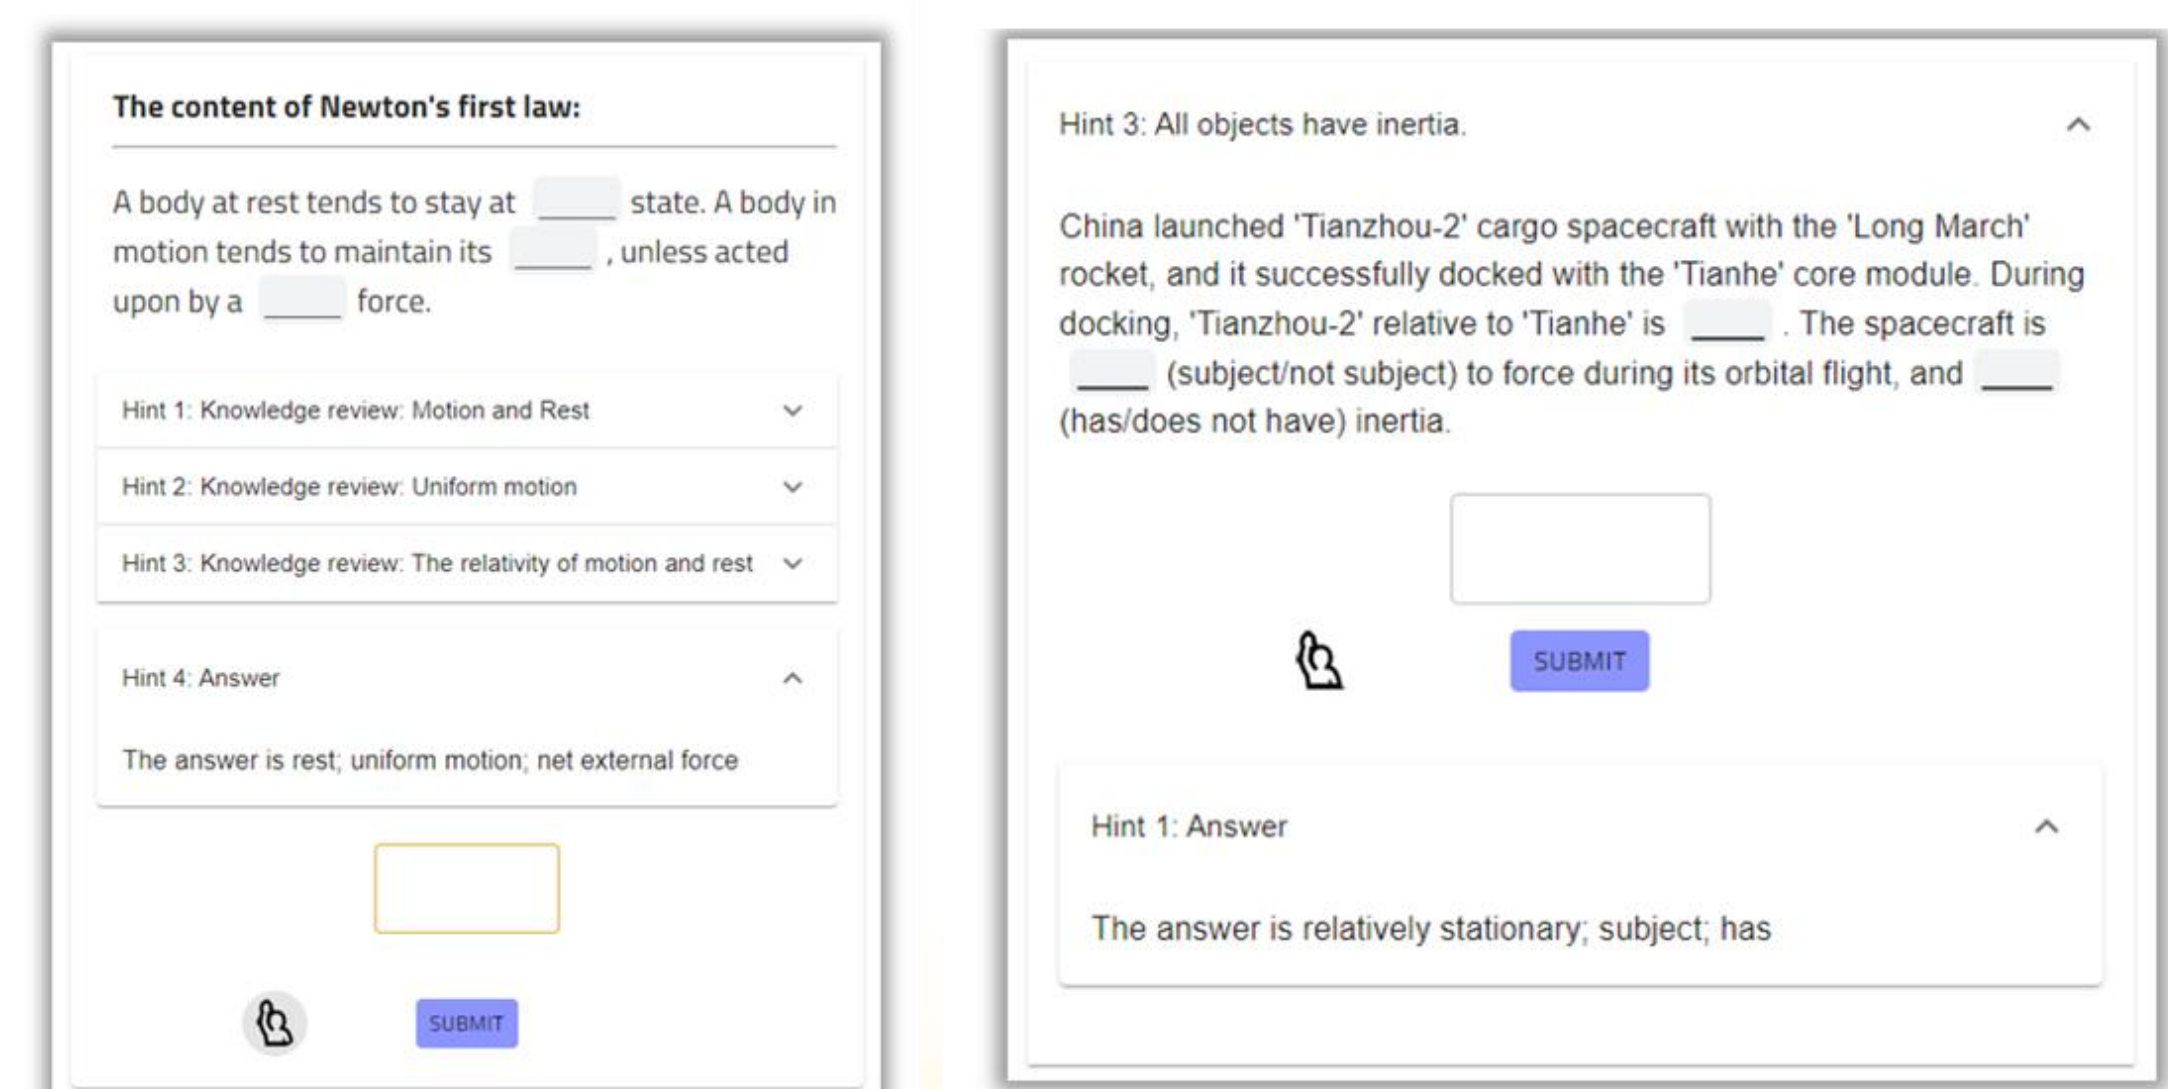 The content of Newton's first law:
A body at rest tends to stay at ____ state. A body in
motion tends to maintain its ____ , unless acted
upon by a ____ force.
Hint 1: Knowledge review: Motion and Rest
Hint 2: Knowledge review: Uniform motion
Hint 3: Knowledge review: The relativity of motion and rest
Hint 4: Answer
The answer is rest; uniform motion; net external force
SUBMIT
Hint 3: All objects have inertia.
China launched 'Tianzhou-2' cargo spacecraft with the 'Long March'
rocket, and it successfully docked with the 'Tianhe' core module. During
docking, 'Tianzhou-2' relative to 'Tianhe' is ____ . The spacecraft is
____ (subject/not subject) to force during its orbital flight, and ____
(has/does not have) inertia.
SUBMIT
Hint 1: Answer
The answer is relatively stationary; subject; has